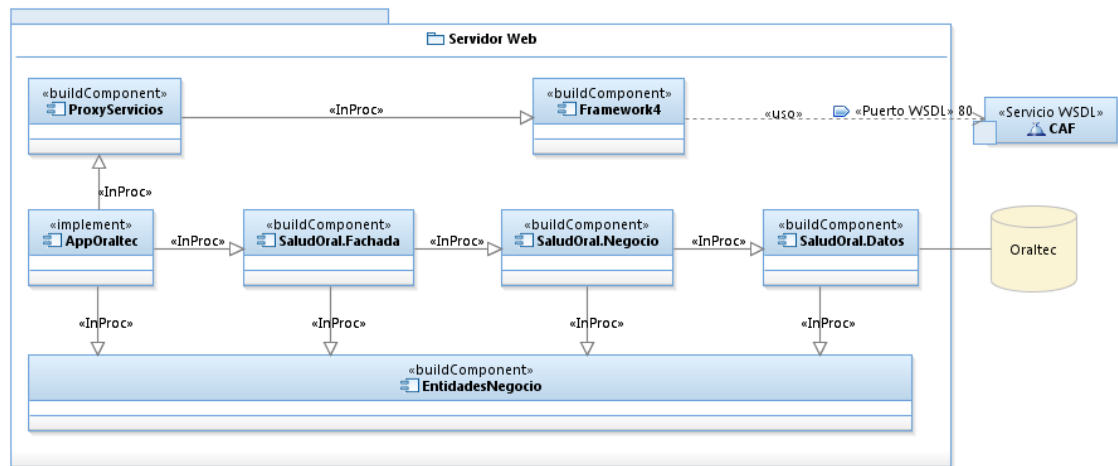 Servidor Web
«buildComponent»
ProxyServicios
«InProc»
«buildComponent»
Framework4
«uso»
«Puerto WSDL» 80
«Servicio WSDL»
CAF
«InProc»
«implement»
AppOraltec
«InProc»
«buildComponent»
SaludOral.Fachada
«InProc»
«buildComponent»
SaludOral.Negocio
«InProc»
«buildComponent»
SaludOral.Datos
Oraltec
«InProc»
«InProc»
«InProc»
«InProc»
«buildComponent»
EntidadesNegocio